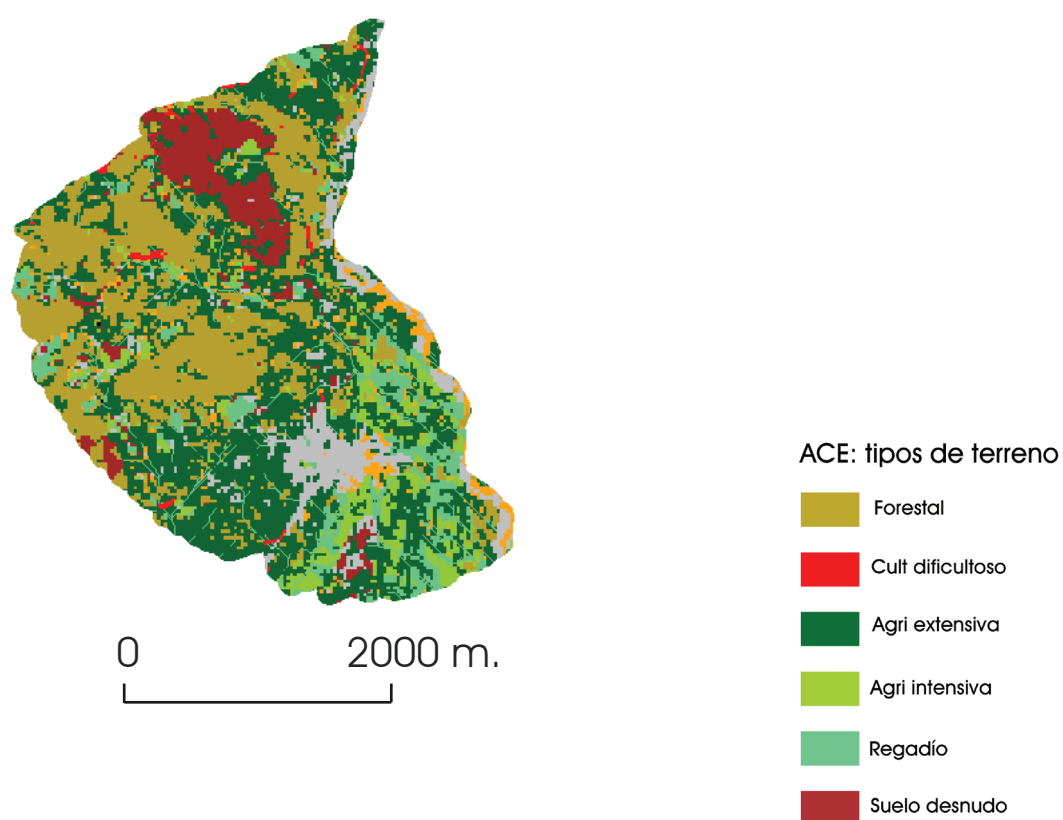 ACE: tipos de terreno
Forestal
Cult dificultoso
Agri extensiva
Agri intensiva
Regadío
Suelo desnudo
0 2000 m.